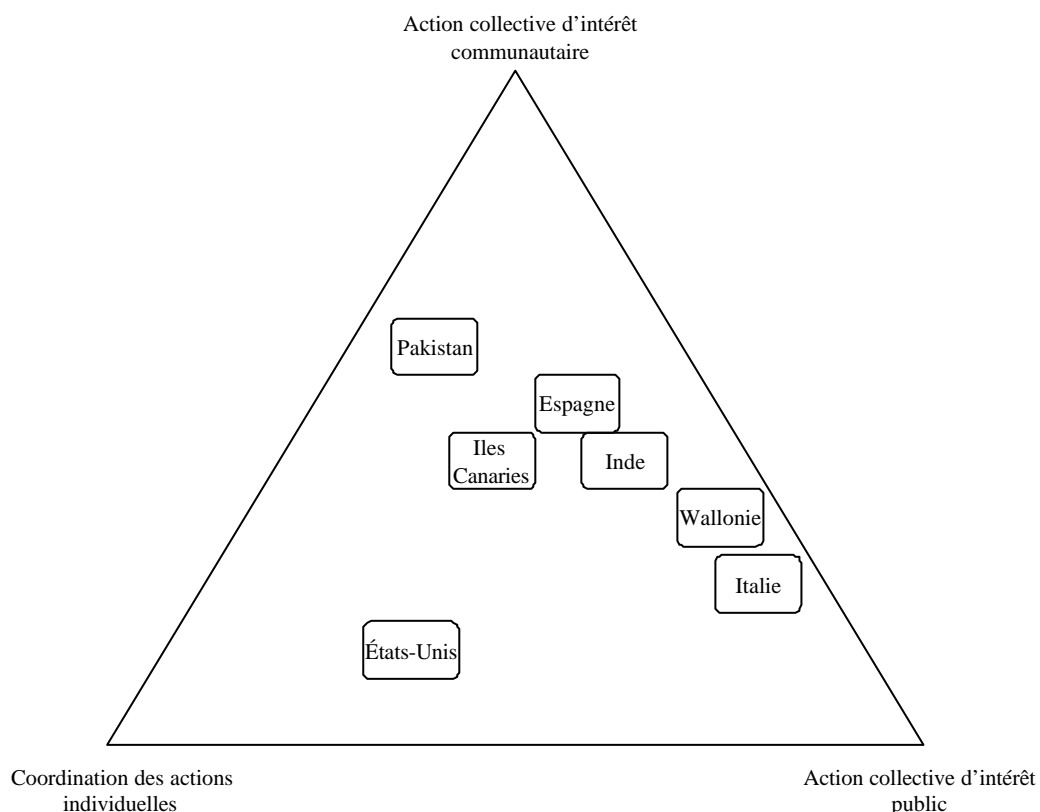 Action collective d’intérêt
communautaire
Pakistan
Espagne
Iles
Canaries
Inde
Wallonie
Italie
États-Unis
Coordination des actions
individuelles
Action collective d’intérêt
public